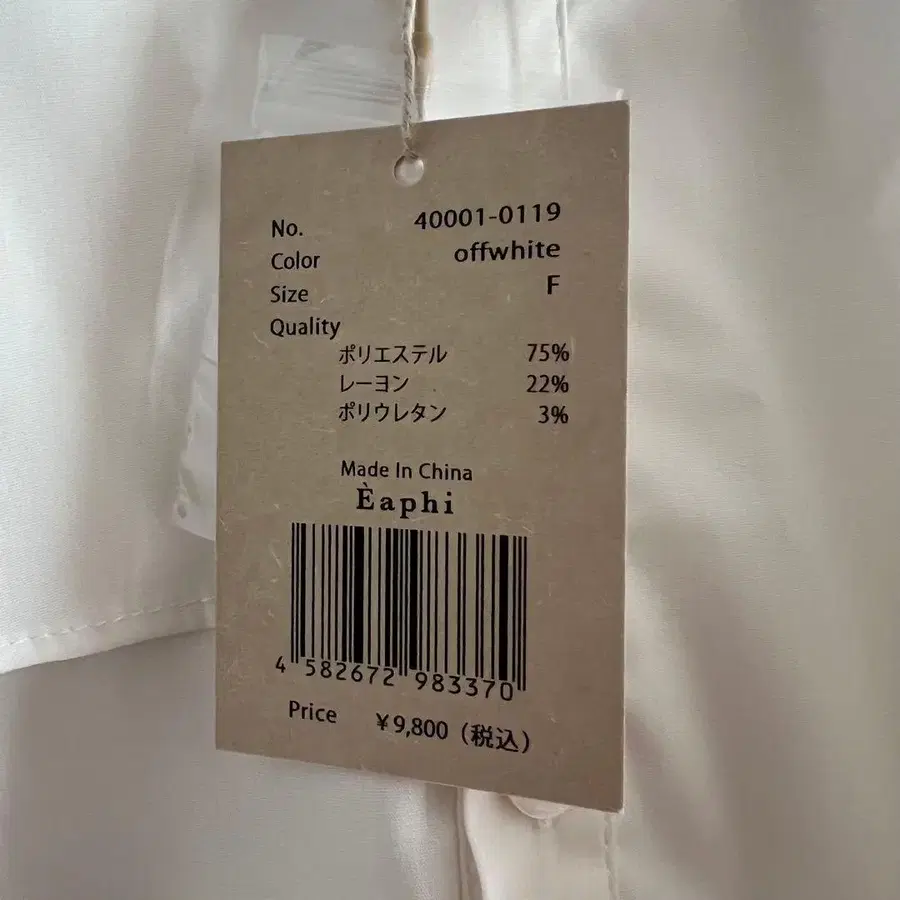 No. 40001-0119
Color offwhite
Size F
Quality
ポリエステル 75%
レーヨン 22%
ポリウレタン 3%
Made In China
Èaphi
4 582672 983370
Price ¥9,800（税込）